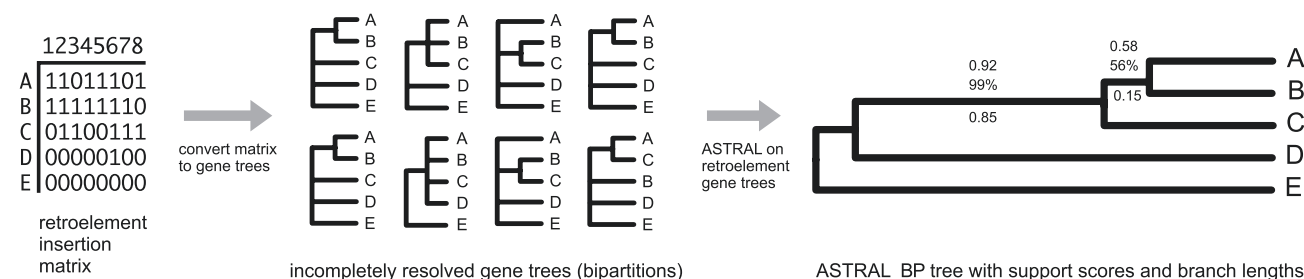 12345678
A 11011101
B 11111110
C 01100111
D 00000100
E 00000000
retroelement
insertion
matrix
convert matrix
to gene trees
A
B
C
D
E
A
B
C
D
E
A
B
C
D
E
A
B
C
D
E
A
B
C
D
E
A
B
C
D
E
A
B
C
D
E
A
C
B
D
E
incompletely resolved gene trees (bipartitions)
ASTRAL on
retroelement
gene trees
0.92
99%
0.85
0.58
56%
0.15
A
B
C
D
E
ASTRAL_BP tree with support scores and branch lengths